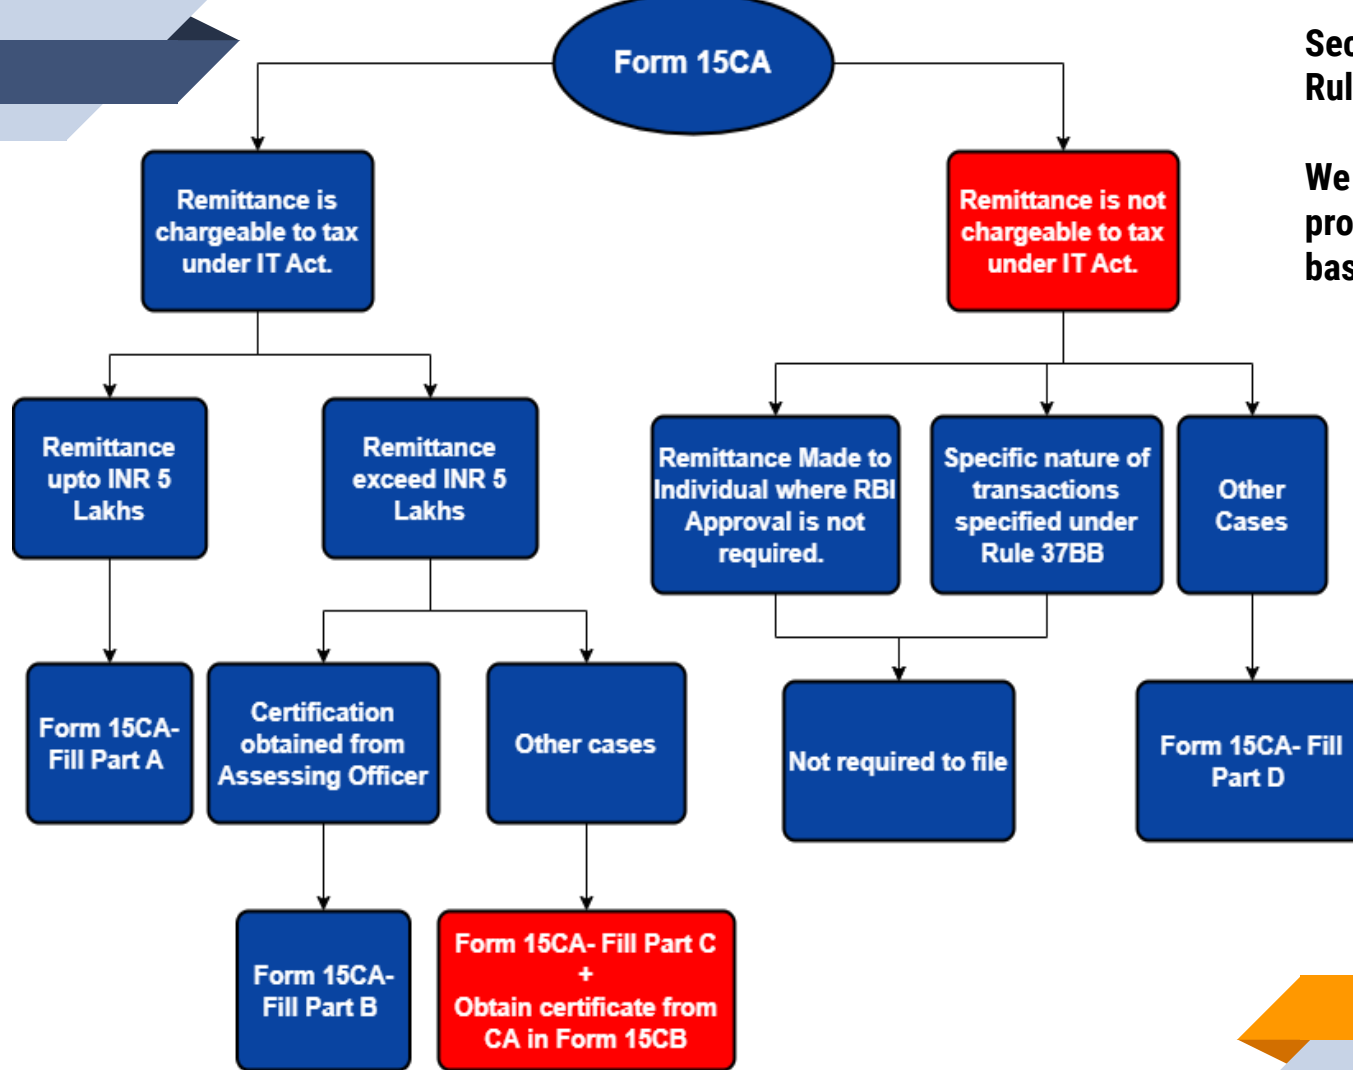 Form 15CA
Remittance is
chargeable to tax
under IT Act.
Remittance is not
chargeable to tax
under IT Act.
Remittance
upto INR 5
Lakhs
Remittance
exceed INR 5
Lakhs
Remittance Made to
Individual where RBI
Approval is not
required.
Specific nature of
transactions
specified under
Rule 37BB
Other
Cases
Form 15CA-
Fill Part A
Certification
obtained from
Assessing Officer
Other cases
Not required to file
Form 15CA- Fill
Part D
Form 15CA-
Fill Part B
Form 15CA- Fill Part C
+
Obtain certificate from
CA in Form 15CB
We